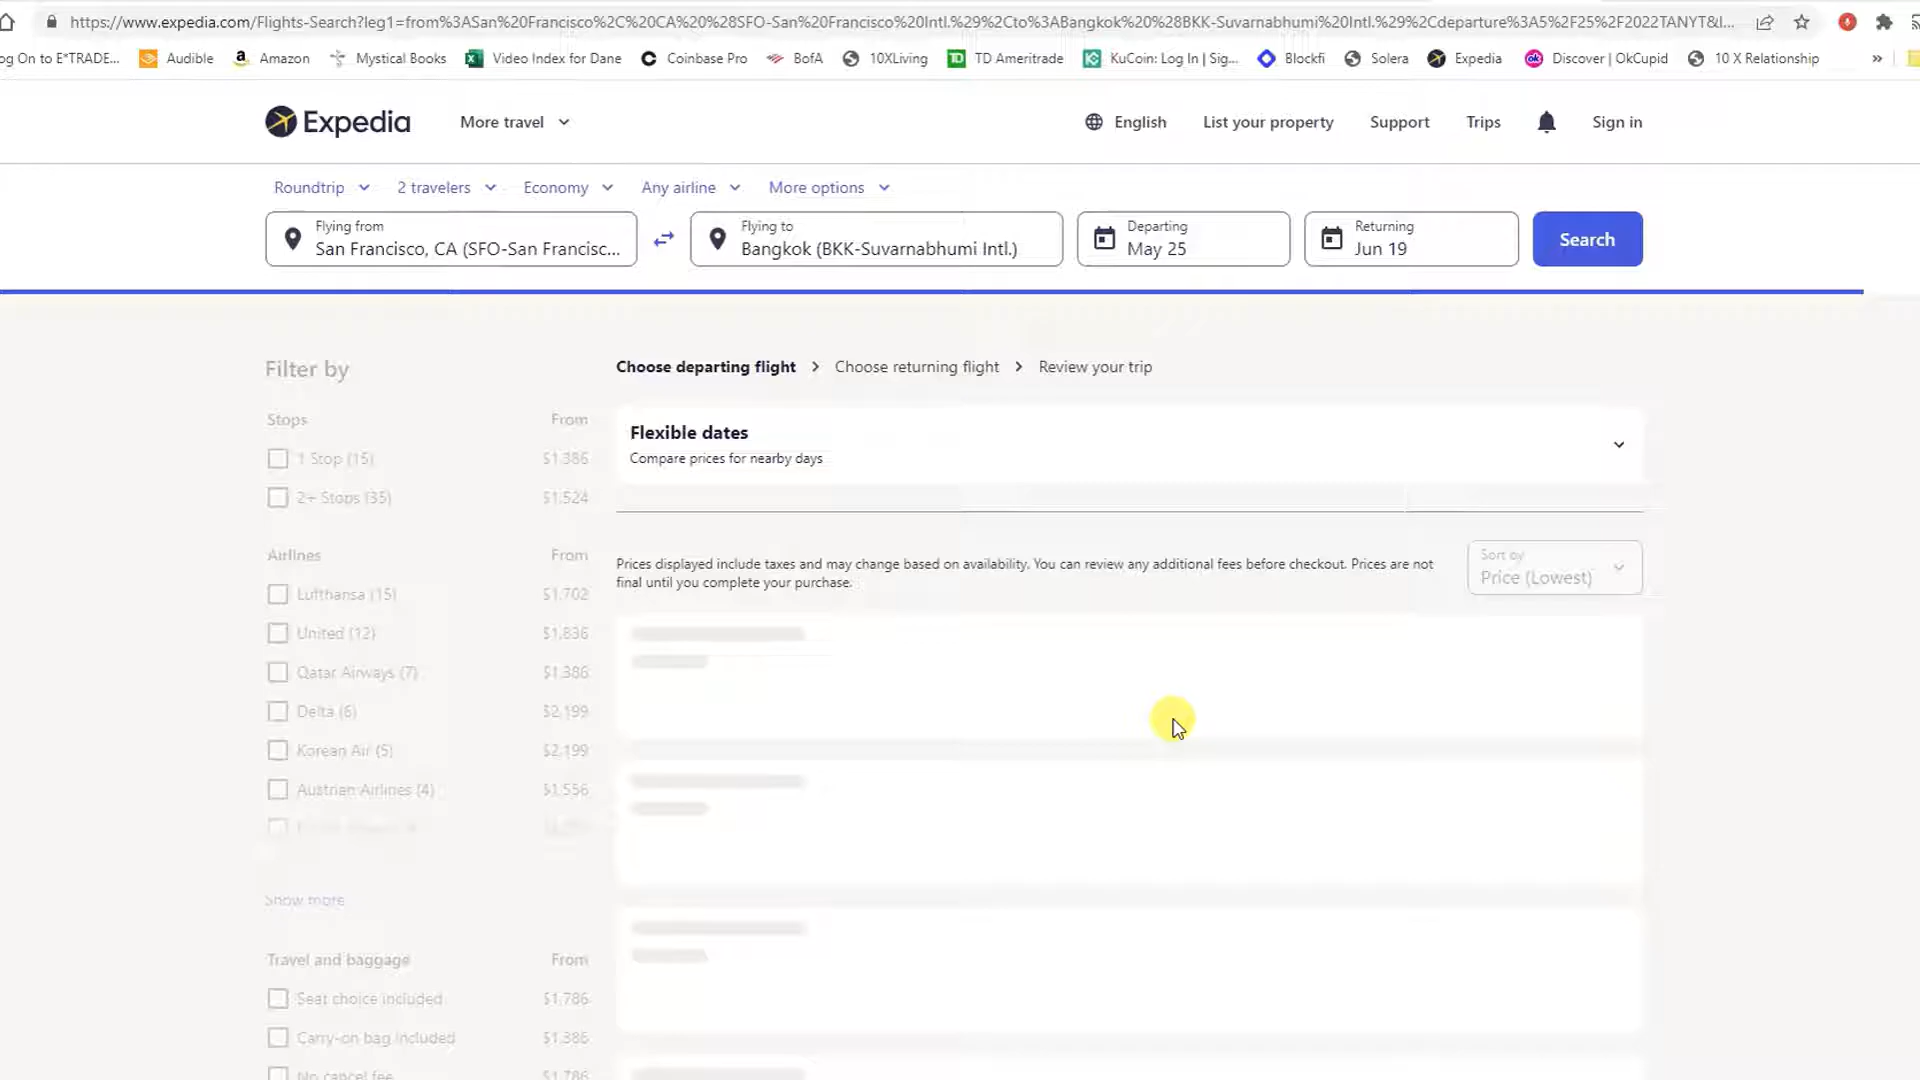 https://www.expedia.com/Flights-Search?leg1=from%3ASan%20Francisco%2C%20CA%20%28SFO-San%20Francisco%20Intl.%29%2Cto%3ABangkok%20%28BKK-Suvarnabhumi%20Intl.%29%2Cdeparture%3A5%2F25%2F2022TANYT&l...
og On to E*TRADE... Audible Amazon Mystical Books Video Index for Dane Coinbase Pro BofA 10XLiving TD Ameritrade KuCoin: Log In | Sig... Blockfi Solera Expedia Discover | OkCupid 10 X Relationship »
Expedia More travel English List your property Support Trips Sign in
Roundtrip 2 travelers Economy Any airline More options
Flying from
San Francisco, CA (SFO-San Francisc...
Flying to
Bangkok (BKK-Suvarnabhumi Intl.)
Departing
May 25
Returning
Jun 19
Search
Filter by
Stops From
1 Stop (15) $1,386
2+ Stops (35) $1,524
Airlines From
Lufthansa (15) $1,702
United (12) $1,836
Qatar Airways (7) $1,386
Delta (6) $2,199
Korean Air (5) $2,199
Austrian Airlines (4) $1,556
Show more
Travel and baggage From
Seat choice included $1,786
Carry-on bag included $1,386
No cancel fee $1,786
Choose departing flight > Choose returning flight > Review your trip
Flexible dates
Compare prices for nearby days
Prices displayed include taxes and may change based on availability. You can review any additional fees before checkout. Prices are not
final until you complete your purchase.
Sort by
Price (Lowest)